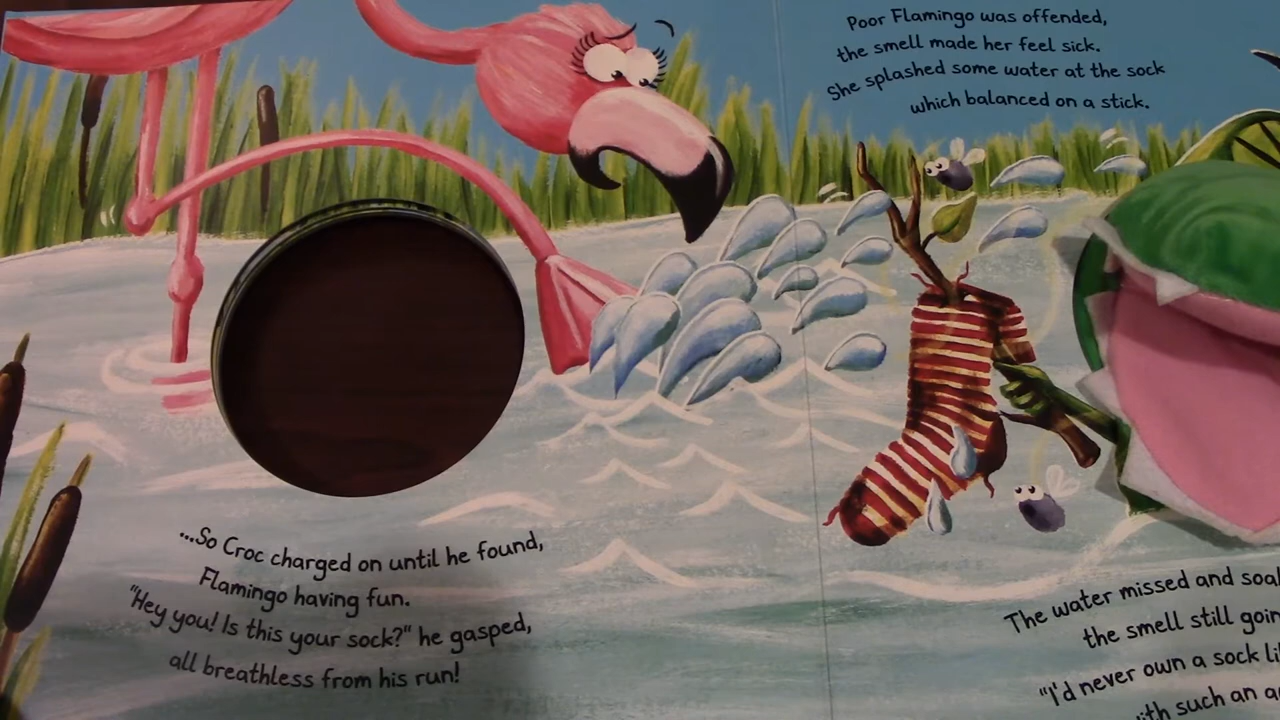 Poor Flamingo was offended,
the smell made her feel sick.
She splashed some water at the sock
which balanced on a stick.
...So Croc charged on until he found,
Flamingo having fun.
"Hey you! Is this your sock?" he gasped,
all breathless from his run!
The water missed and
the smell still
"I'd never own a sock
such an